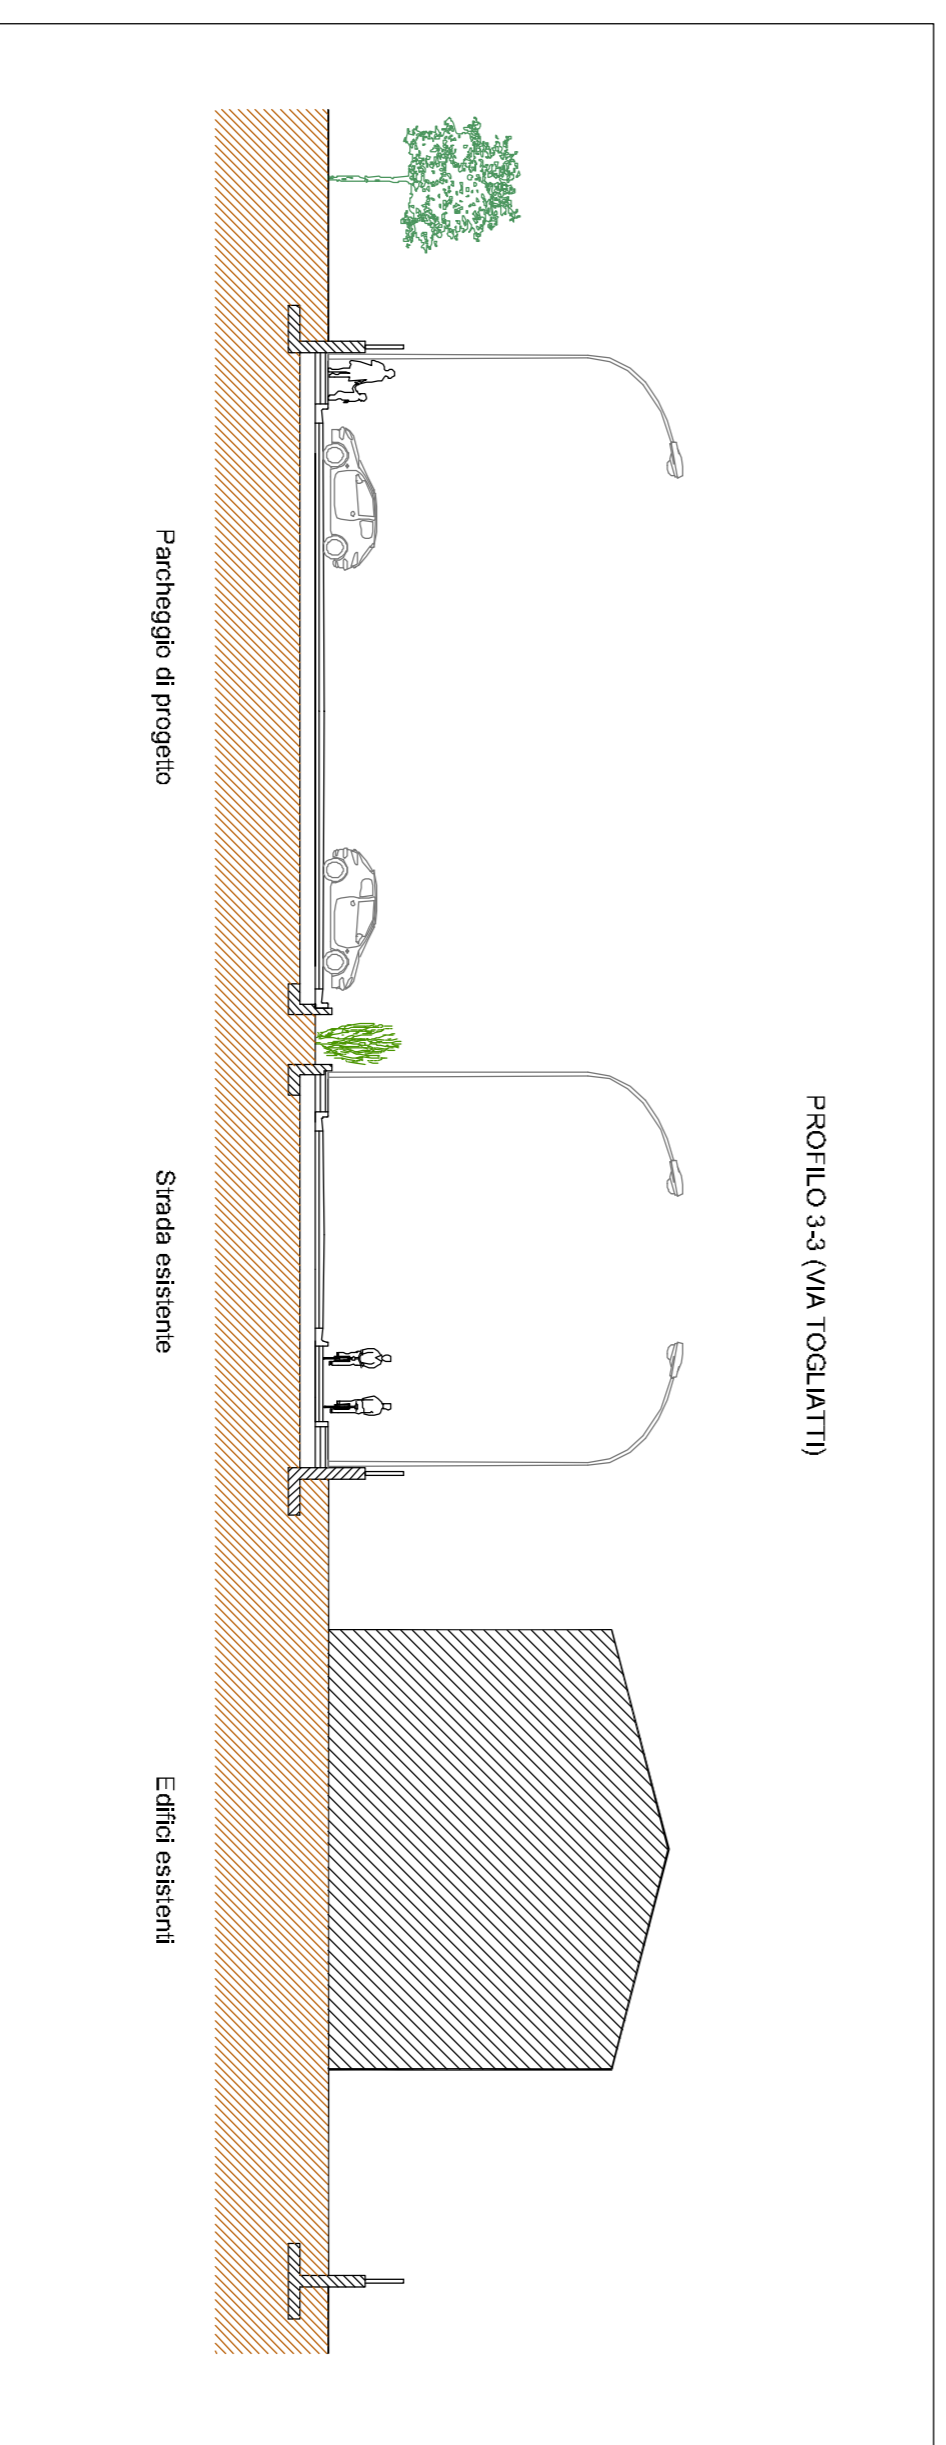 PROFILO 3-3 (VIA TOGLIATTI)
Parcheggio di progetto
Strada esistente
Edifici esistenti